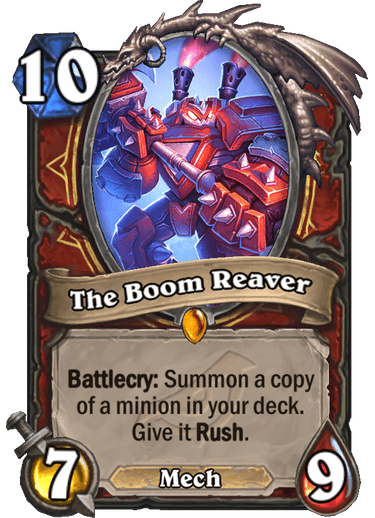 10
The Boom Reaver
Battlecry: Summon a copy
of a minion in your deck.
Give it Rush.
7
Mech
9